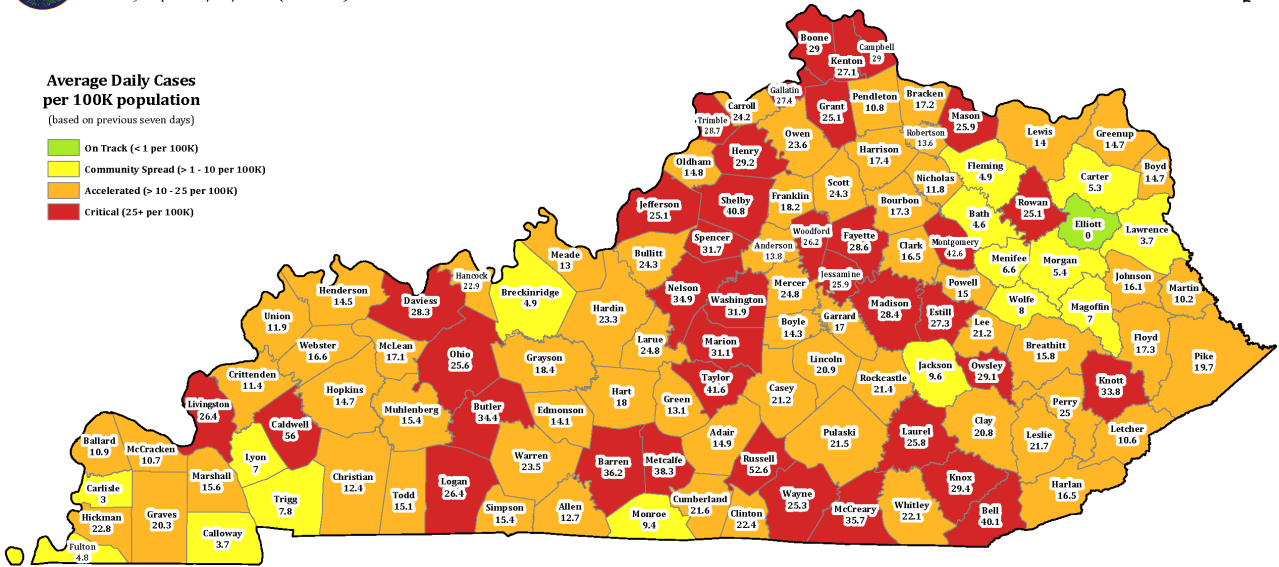 Average Daily Cases
per 100K population
(based on previous seven days)
On Track (< 1 per 100K)
Community Spread (> 1 - 10 per 100K)
Accelerated (> 10 - 25 per 100K)
Critical (25+ per 100K)
Boone
29
Kenton
27.1
Campbell
29
Gallatin
27.4
Grant
25.1
Pendleton
10.8
Bracken
17.2
Trimble
28.7
Carroll
24.2
Owen
23.6
Robertson
13.6
Mason
25.9
Lewis
14
Greenup
14.7
Oldham
14.8
Henry
29.2
Harrison
17.4
Nicholas
11.8
Fleming
4.9
Carter
5.3
Boyd
14.7
Jefferson
25.1
Shelby
40.8
Franklin
18.2
Scott
24.3
Bourbon
17.3
Bath
4.6
Rowan
25.1
Elliott
0
Lawrence
3.7
Spencer
31.7
Anderson
13.8
Woodford
26.2
Fayette
28.6
Clark
16.5
Montgomery
42.6
Menifee
6.6
Morgan
5.4
Johnson
16.1
Martin
10.2
Meade
13
Bullitt
24.3
Hancock
22.9
Breckinridge
4.9
Henderson
14.5
Daviess
28.3
Nelson
34.9
Washington
31.9
Mercer
24.8
Jessamine
25.9
Madison
28.4
Estill
27.3
Powell
15
Wolfe
8
Magoffin
7
Union
11.9
Hardin
23.3
Boyle
14.3
Garrard
17
Lee
21.2
Breathitt
15.8
Floyd
17.3
Pike
19.7
Webster
16.6
McLean
17.1
Ohio
25.6
Grayson
18.4
Larue
24.8
Marion
31.1
Lincoln
20.9
Rockcastle
21.4
Jackson
9.6
Owsley
29.1
Knott
33.8
Crittenden
11.4
Hopkins
14.7
Muhlenberg
15.4
Butler
34.4
Edmonson
14.1
Hart
18
Green
13.1
Taylor
41.6
Casey
21.2
Perry
25
Livingston
26.4
Caldwell
56
Adair
14.9
Pulaski
21.5
Laurel
25.8
Clay
20.8
Leslie
21.7
Letcher
10.6
Ballard
10.9
McCracken
10.7
Lyon
7
Warren
23.5
Barren
36.2
Metcalfe
38.3
Russell
52.6
Carlisle
3
Marshall
15.6
Trigg
7.8
Christian
12.4
Todd
15.1
Logan
26.4
Simpson
15.4
Allen
12.7
Monroe
9.4
Cumberland
21.6
Clinton
22.4
Wayne
25.3
McCreary
35.7
Whitley
22.1
Knox
29.4
Bell
40.1
Harlan
16.5
Hickman
22.8
Graves
20.3
Calloway
3.7
Fulton
4.8